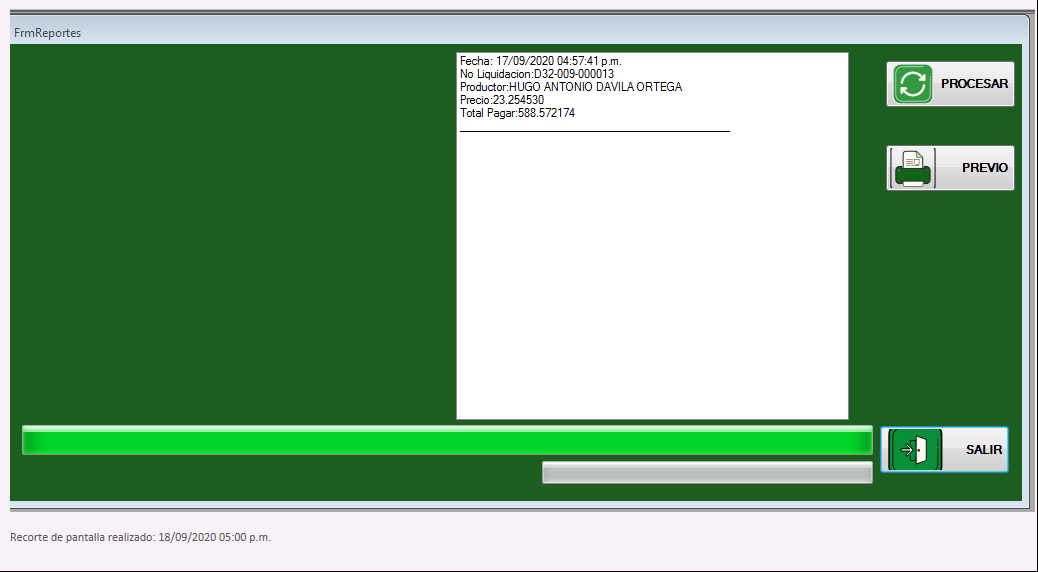 FrmReportes
Fecha: 17/09/2020 04:57:41 p.m.
No Liquidacion:D32-009-000013
Productor:HUGO ANTONIO DAVILA ORTEGA
Precio:23.254530
Total Pagar:588.572174
PROCESAR
PREVIO
SALIR
Recorte de pantalla realizado: 18/09/2020 05:00 p.m.